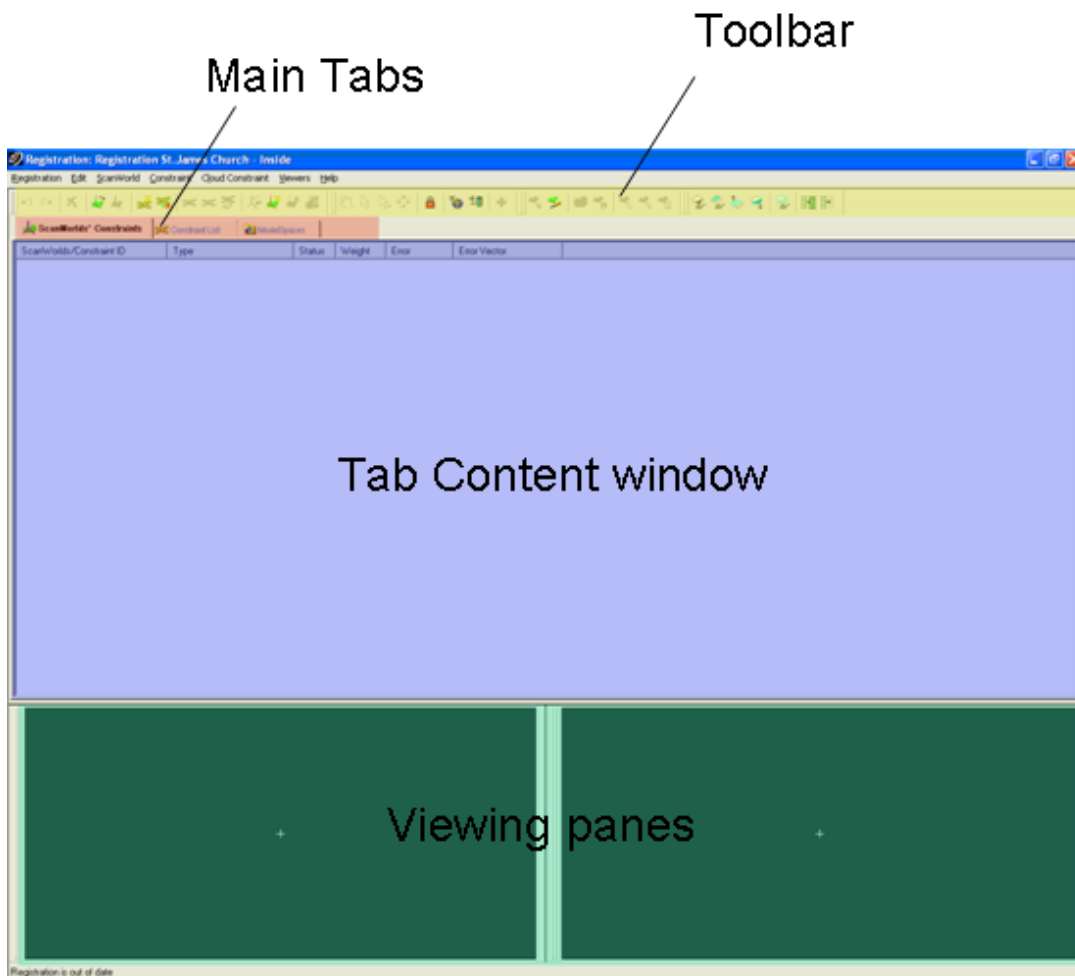 Toolbar
Main Tabs
Registration: Registration St. James Church - Inside
Registration Edit ScanWorld Constraint Cloud Constraint Viewers Help
ScanWorlds' Constraints Constraint List ModelSpaces
ScanWorlds/Constraint ID Type Status Weight Error Error Vector
Tab Content window
Viewing panes
Registration is out of date